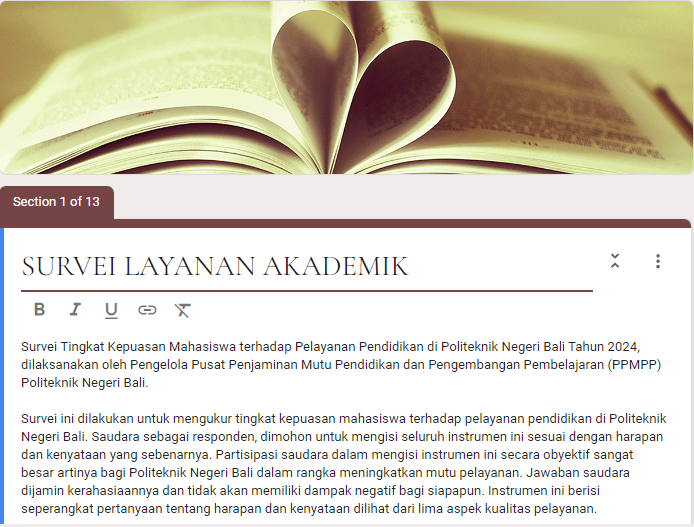 Section 1 of 13
SURVEI LAYANAN AKADEMIK
B I U
Survei Tingkat Kepuasan Mahasiswa terhadap Pelayanan Pendidikan di Politeknik Negeri Bali Tahun 2024,
dilaksanakan oleh Pengelola Pusat Penjaminan Mutu Pendidikan dan Pengembangan Pembelajaran (PPMPP)
Politeknik Negeri Bali.
Survei ini dilakukan untuk mengukur tingkat kepuasan mahasiswa terhadap pelayanan pendidikan di Politeknik
Negeri Bali. Saudara sebagai responden, dimohon untuk mengisi seluruh instrumen ini sesuai dengan harapan
dan kenyataan yang sebenarnya. Partisipasi saudara dalam mengisi instrumen ini secara obyektif sangat
besar artinya bagi Politeknik Negeri Bali dalam rangka meningkatkan mutu pelayanan. Jawaban saudara
dijamin kerahasiaannya dan tidak akan memiliki dampak negatif bagi siapapun. Instrumen ini berisi
seperangkat pertanyaan tentang harapan dan kenyataan dilihat dari lima aspek kualitas pelayanan.